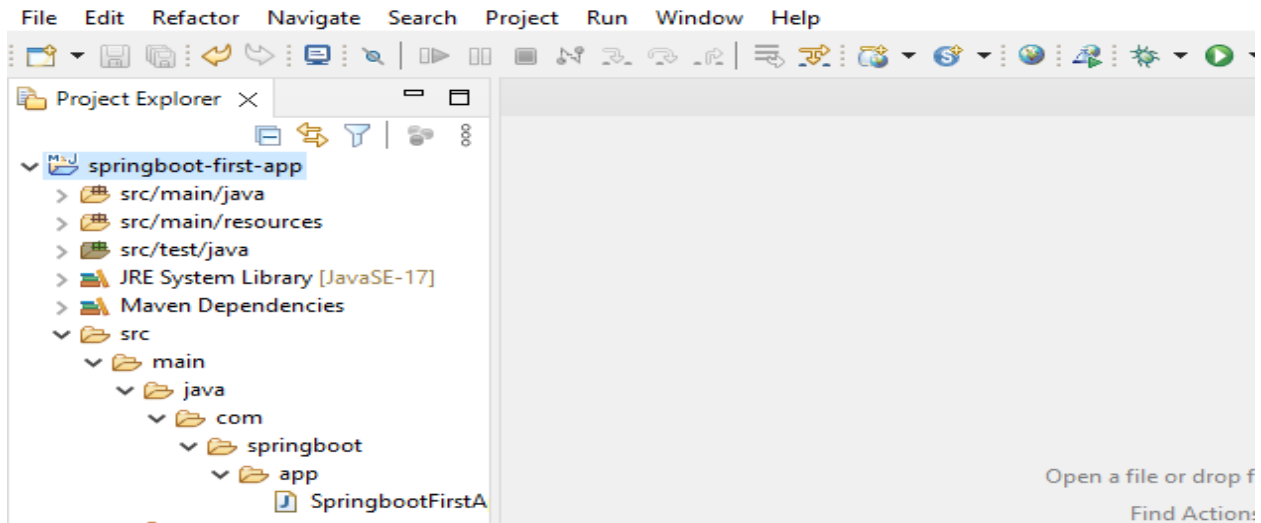 File Edit Refactor Navigate Search Project Run Window Help
Project Explorer
springboot-first-app
src/main/java
src/main/resources
src/test/java
JRE System Library [JavaSE-17]
Maven Dependencies
src
main
java
com
springboot
app
SpringbootFirstA
Open a file or drop f
Find Actions